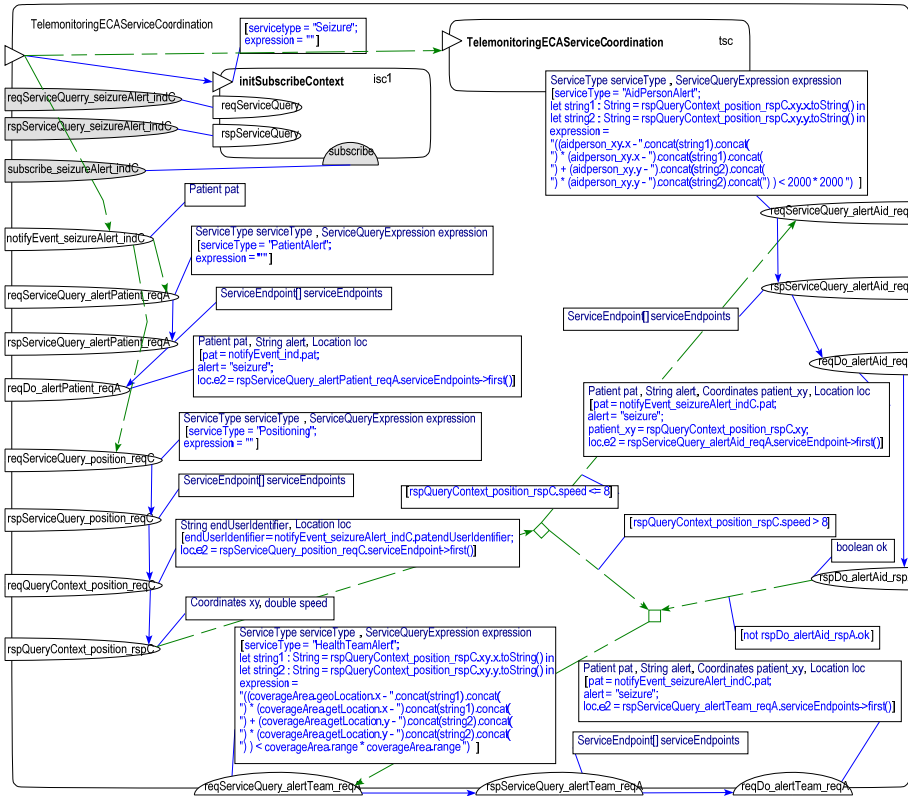 TelemonitoringECAServiceCoordination
[servicetype = "Seizure";
expression = "" ]
TelemonitoringECAServiceCoordination
tsc
initSubscribeContext
isc1
reqServiceQuery
rspServiceQuery
subscribe
reqServiceQuerry_seizureAlert_indC
rspServiceQuery_seizureAlert_indC
subscribe_seizureAlert_indC
ServiceType serviceType , ServiceQueryExpression expression
[serviceType = "AidPersonAlert";
let string1 : String = rspQueryContext_position_rspC.xy.x.toString() in
let string2 : String = rspQueryContext_position_rspC.xy.y.toString() in
expression =
"((aidperson_xy.x - ".concat(string1).concat(
") * (aidperson_xy.x - ").concat(string1).concat(
") + (aidperson_xy.y - ").concat(string2).concat(
") * (aidperson_xy.y - ").concat(string2).concat(") ) < 2000 * 2000 ") ]
Patient pat
notifyEvent_seizureAlert_indC
ServiceType serviceType , ServiceQueryExpression expression
[serviceType = "PatientAlert";
expression = "" ]
reqServiceQuery_alertAid_req
reqServiceQuery_alertPatient_reqA
ServiceEndpoint[] serviceEndpoints
rspServiceQuery_alertAid_req
ServiceEndpoint[] serviceEndpoints
rspServiceQuery_alertPatient_reqA
Patient pat , String alert, Location loc
[pat = notifyEvent_ind.pat;
alert = "seizure";
loc.e2 = rspServiceQuery_alertPatient_reqA.serviceEndpoints->first()]
reqDo_alertPatient_reqA
reqDo_alertAid_req
Patient pat , String alert, Coordinates patient_xy , Location loc
[pat = notifyEvent_seizureAlert_indC.pat;
alert = "seizure";
patient_xy = rspQueryContext_position_rspC.xy;
loc.e2 = rspServiceQuery_alertAid_reqA.serviceEndpoint->first()]
ServiceType serviceType , ServiceQueryExpression expression
[serviceType = "Positioning";
expression = "" ]
reqServiceQuery_position_reqC
ServiceEndpoint[] serviceEndpoints
[rspQueryContext_position_rspC.speed <= 8]
rspServiceQuery_position_reqC
String endUserIdentifier, Location loc
[endUserIdentifier = notifyEvent_seizureAlert_indC.pat.endUserIdentifier;
loc.e2 = rspServiceQuery_position_reqC.serviceEndpoint->first()]
[rspQueryContext_position_rspC.speed > 8]
boolean ok
reqQueryContext_position_reqC
rspDo_alertAid_rsp
Coordinates xy, double speed
rspQueryContext_position_rspC
[not rspDo_alertAid_rspA.ok]
ServiceType serviceType , ServiceQueryExpression expression
[serviceType = "HealthTeamAlert";
let string1 : String = rspQueryContext_position_rspC.xy.x.toString() in
let string2 : String = rspQueryContext_position_rspC.xy.y.toString() in
expression =
"((coverageArea.geoLocation.x - ".concat(string1).concat(
") * (coverageArea.getLocation.x - ").concat(string1).concat(
") + (coverageArea.getLocation.y - ").concat(string2).concat(
") * (coverageArea.getLocation.y - ").concat(string2).concat(
") ) < coverageArea.range * coverageArea.range ") ]
Patient pat , String alert, Coordinates patient_xy , Location loc
[pat = notifyEvent_seizureAlert_indC.pat;
alert = "seizure";
loc.e2 = rspServiceQuery_alertTeam_reqA.serviceEndpoints->first()]
ServiceEndpoint[] serviceEndpoints
reqServiceQuery_alertTeam_reqA
rspServiceQuery_alertTeam_reqA
reqDo_alertTeam_reqA